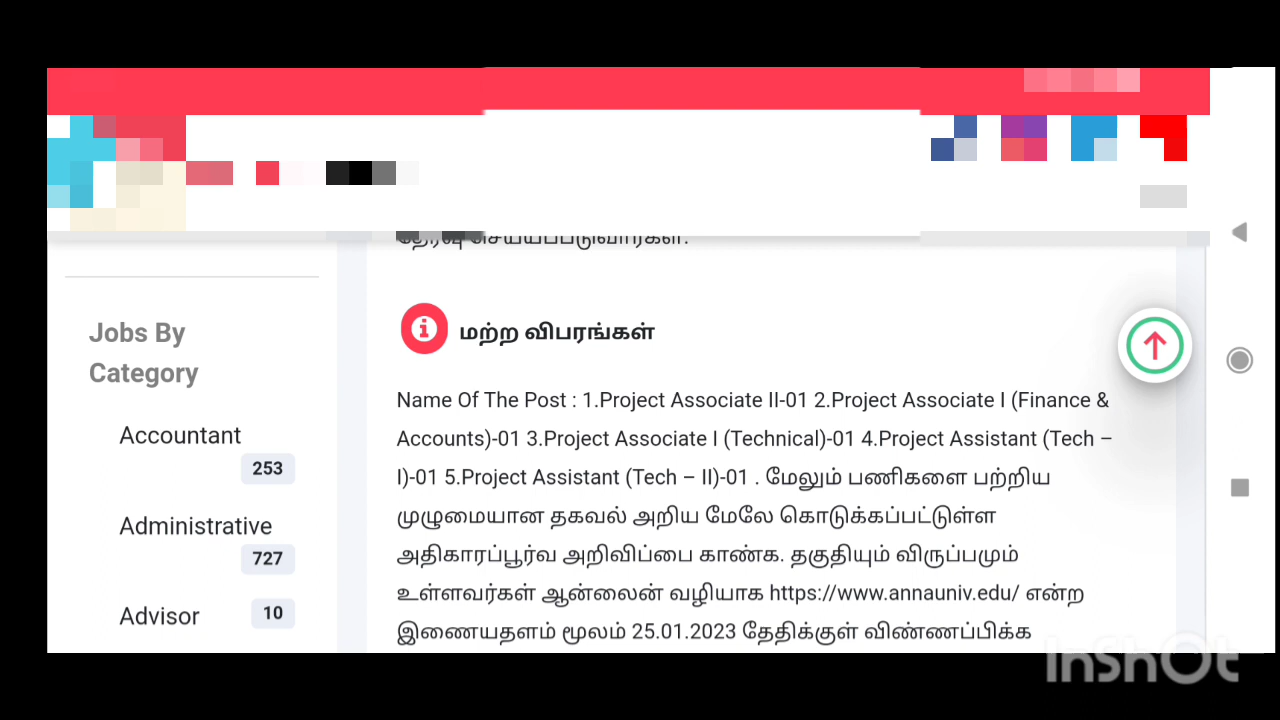 தேர்வு செய்யப்படுவார்கள்.
மற்ற விபரங்கள்
Name Of The Post : 1.Project Associate II-01 2.Project Associate I (Finance &
Accounts)-01 3.Project Associate I (Technical)-01 4.Project Assistant (Tech –
I)-01 5.Project Assistant (Tech – II)-01 . மேலும் பணிகளை பற்றிய
முழுமையான தகவல் அறிய மேலே கொடுக்கப்பட்டுள்ள
அதிகாரப்பூர்வ அறிவிப்பை காண்க. தகுதியும் விருப்பமும்
உள்ளவர்கள் ஆன்லைன் வழியாக https://www.annauniv.edu/ என்ற
இணையதளம் மூலம் 25.01.2023 தேதிக்குள் விண்ணப்பிக்க
Jobs By
Category
Accountant
253
Administrative
727
Advisor 10
InShOt